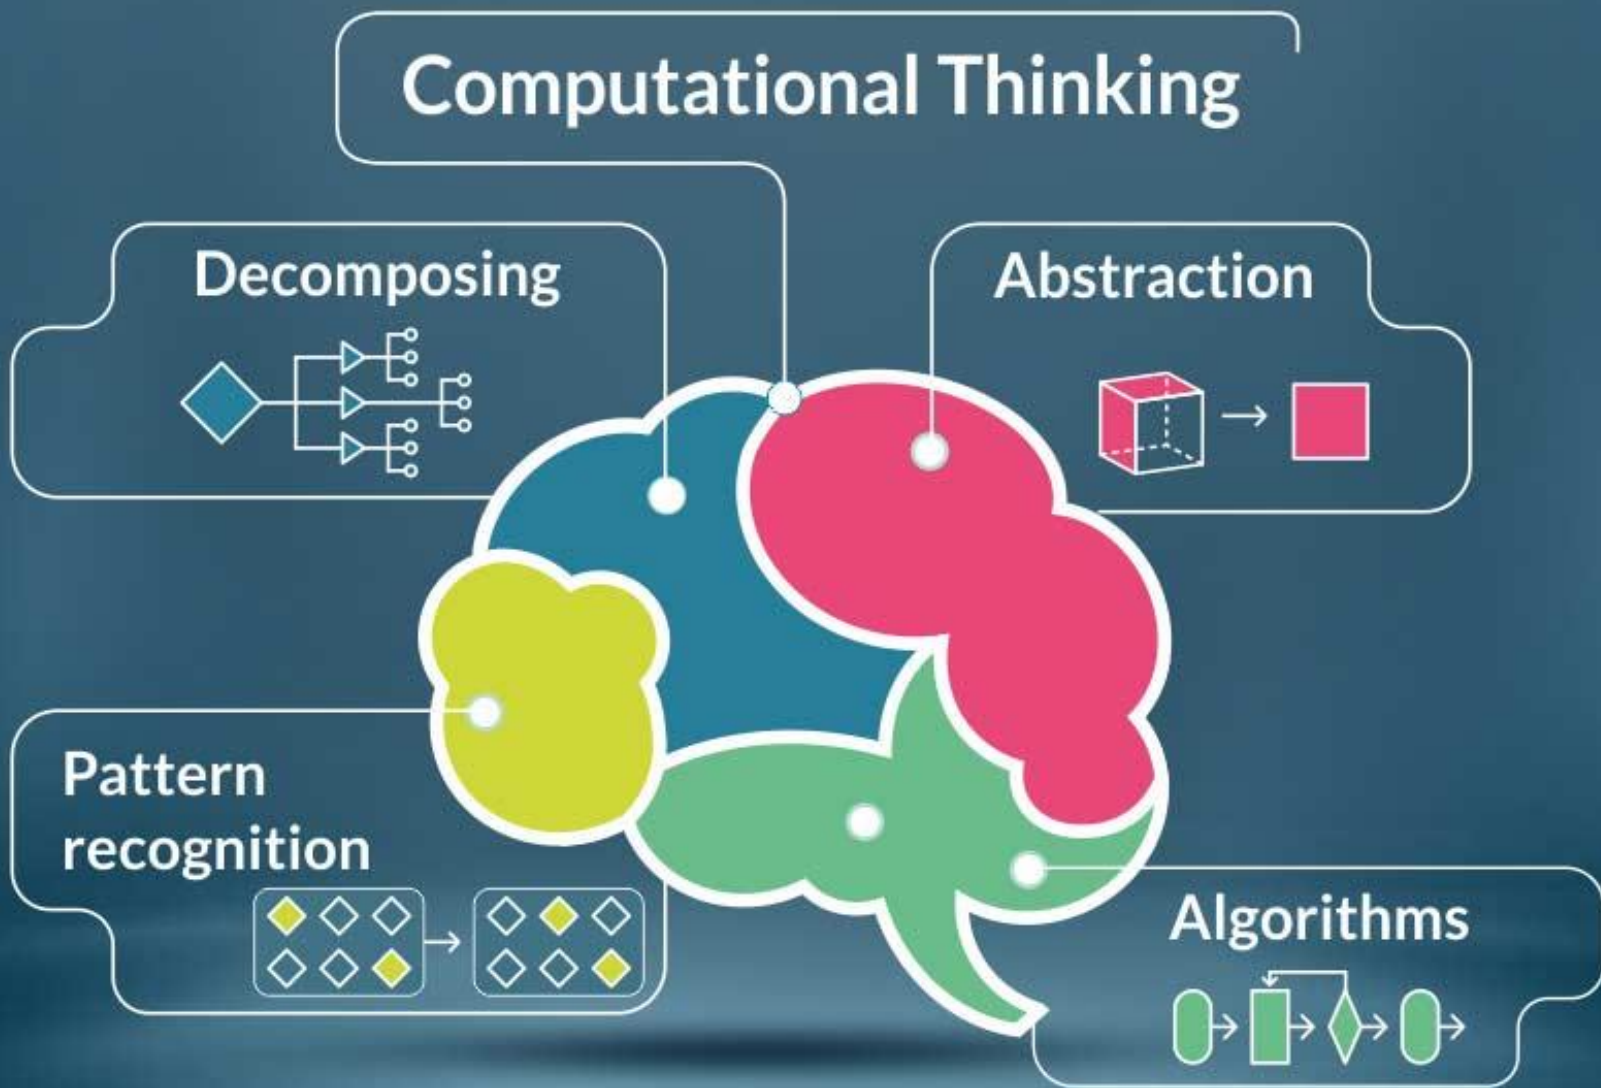 Computational Thinking
Decomposing
Abstraction
Pattern
recognition
Algorithms